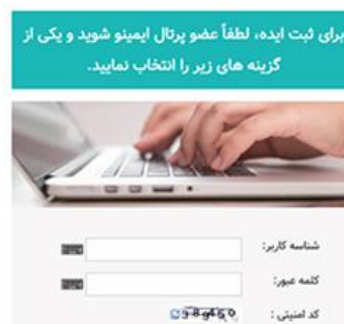 برای ثبت ایده، لطفاً عضو پرتال ایمینو شوید و یکی از
گزینه های زیر را انتخاب نمایید.
شناسه کاربر:
کلمه عبور:
کد امنیتی :